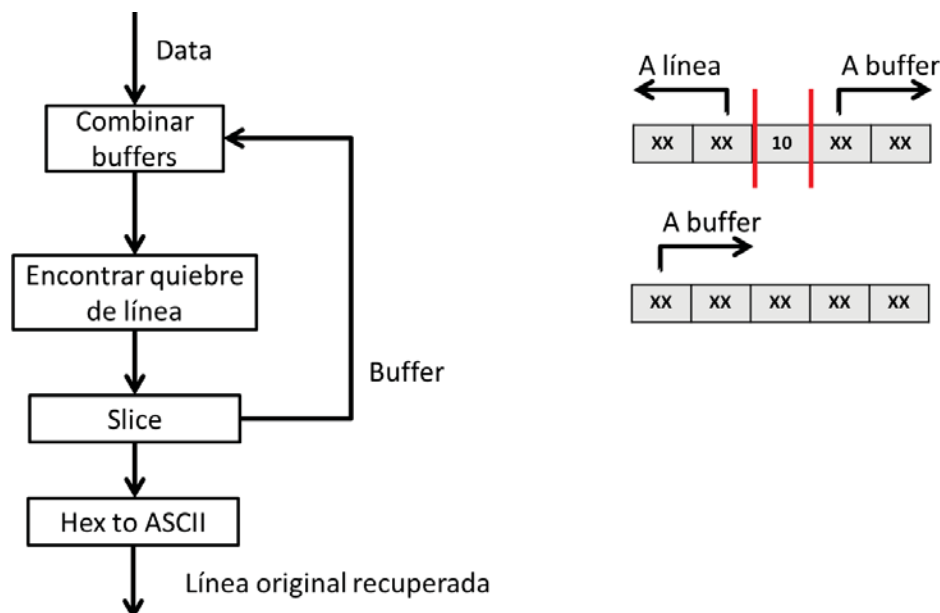 Data
Combinar
buffers
Encontrar quiebre
de línea
Buffer
Slice
Hex to ASCII
Línea original recuperada
A línea
A buffer
XX XX 10 XX XX
A buffer
XX XX XX XX XX